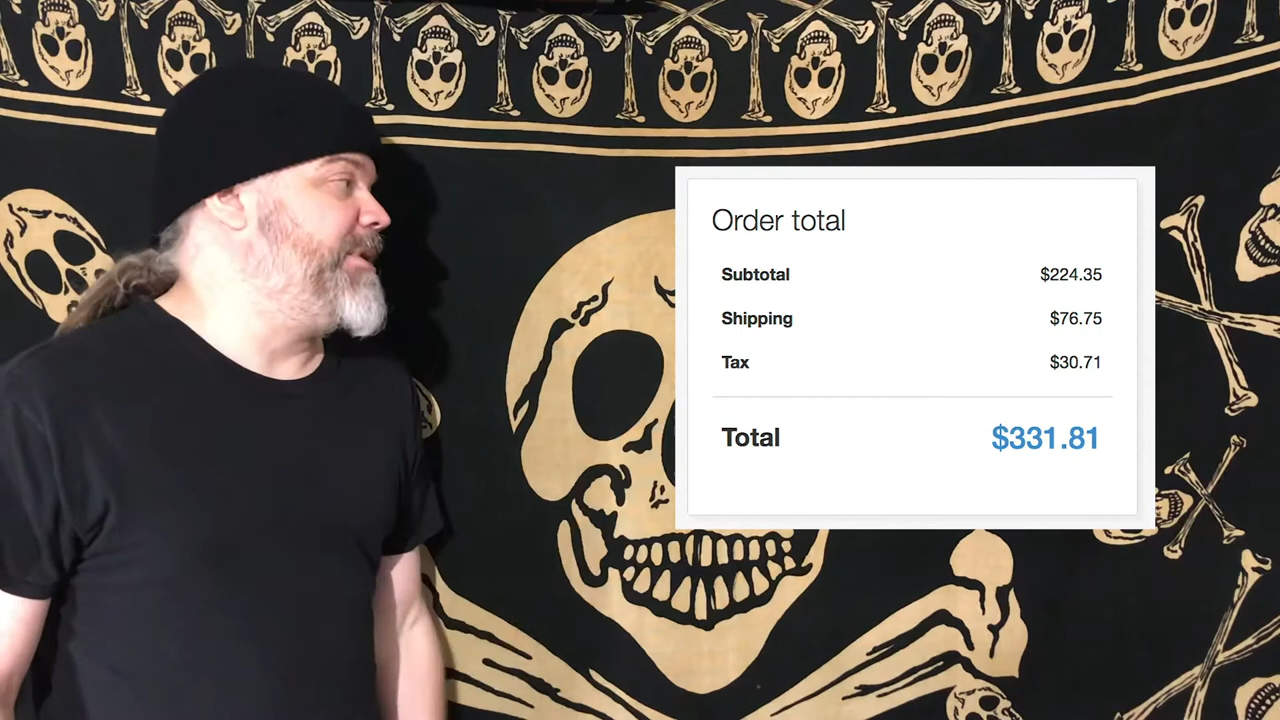 Order total
Subtotal $224.35
Shipping $76.75
Tax $30.71
Total $331.81